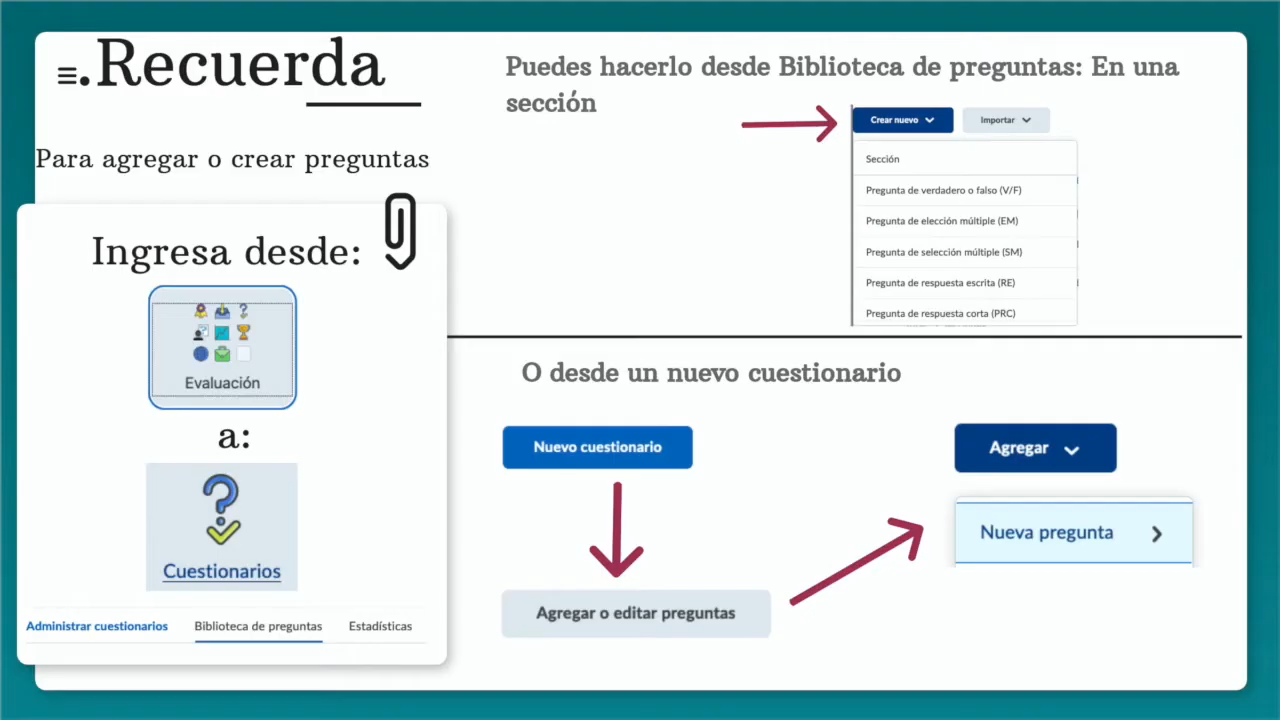 .Recuerda
Para agregar o crear preguntas
Ingresa desde:
Evaluación
a:
Cuestionarios
Administrar cuestionarios Biblioteca de preguntas Estadísticas
Puedes hacerlo desde Biblioteca de preguntas: En una
sección
Crear nuevo Importar
Sección
Pregunta de verdadero o falso (V/F)
Pregunta de elección múltiple (EM)
Pregunta de selección múltiple (SM)
Pregunta de respuesta escrita (RE)
Pregunta de respuesta corta (PRC)
O desde un nuevo cuestionario
Nuevo cuestionario
Agregar o editar preguntas
Agregar
Nueva pregunta